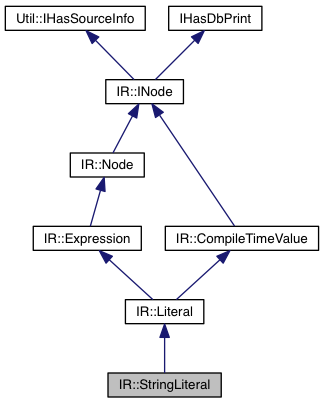 Util::IHasSourceInfo
IHasDbPrint
IR::INode
IR::Node
IR::Expression
IR::CompileTimeValue
IR::Literal
IR::StringLiteral